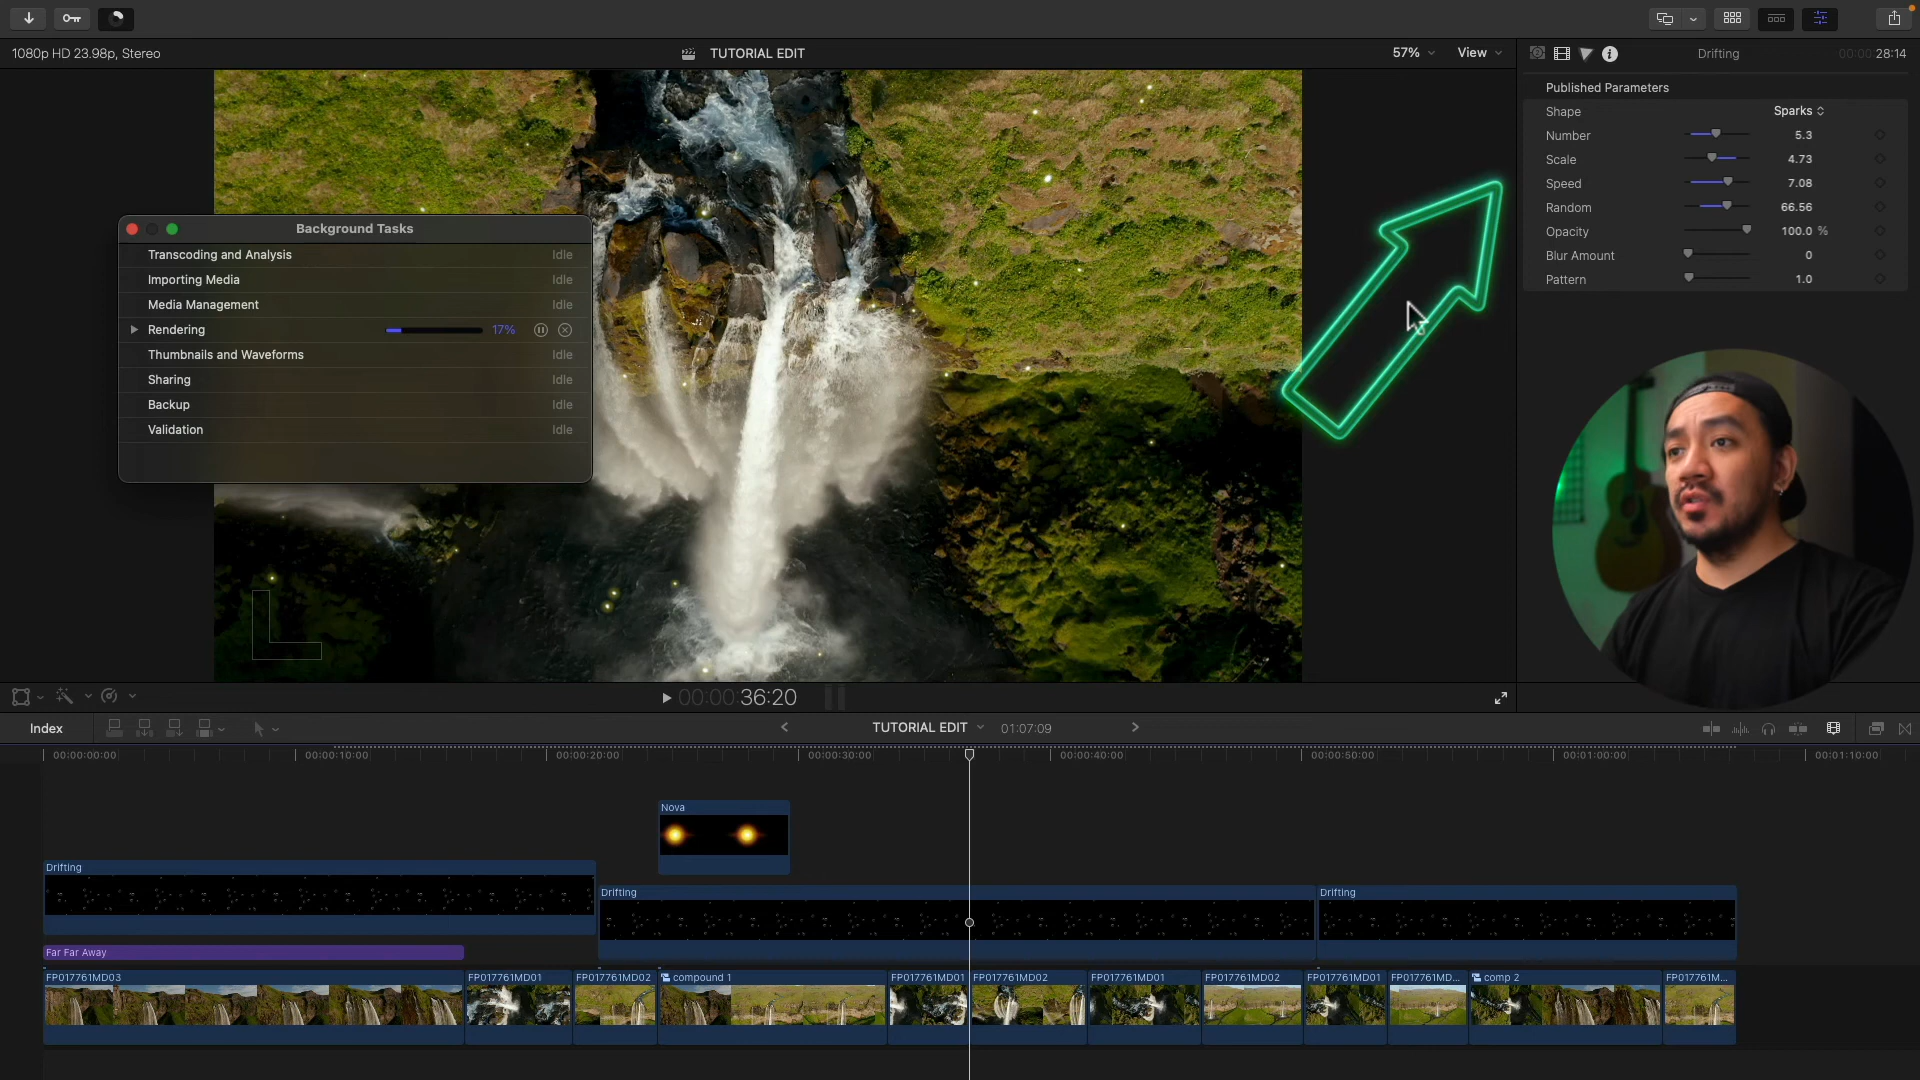 1080p HD 23.98p, Stereo
TUTORIAL EDIT
57%
View
Drifting
00:00:28:14
Published Parameters
Shape
Sparks
Number
5.3
Scale
4.73
Speed
7.08
Random
66.56
Opacity
100.0 %
Blur Amount
0
Pattern
1.0
Background Tasks
Transcoding and Analysis
Idle
Importing Media
Idle
Media Management
Idle
Rendering
17%
Thumbnails and Waveforms
Idle
Sharing
Idle
Backup
Idle
Validation
Idle
00:00:36:20
Index
TUTORIAL EDIT
01:07:09
00:00:00:00
00:00:10:00
00:00:20:00
00:00:30:00
00:00:40:00
00:00:50:00
00:01:00:00
00:01:10:00
Nova
Drifting
Drifting
Drifting
Far Far Away
FP017761MD03
FP017761MD01
FP017761MD02
compound 1
FP017761MD01
FP017761MD02
FP017761MD01
FP017761MD02
FP017761MD01
FP017761MD...
comp 2
FP017761M...